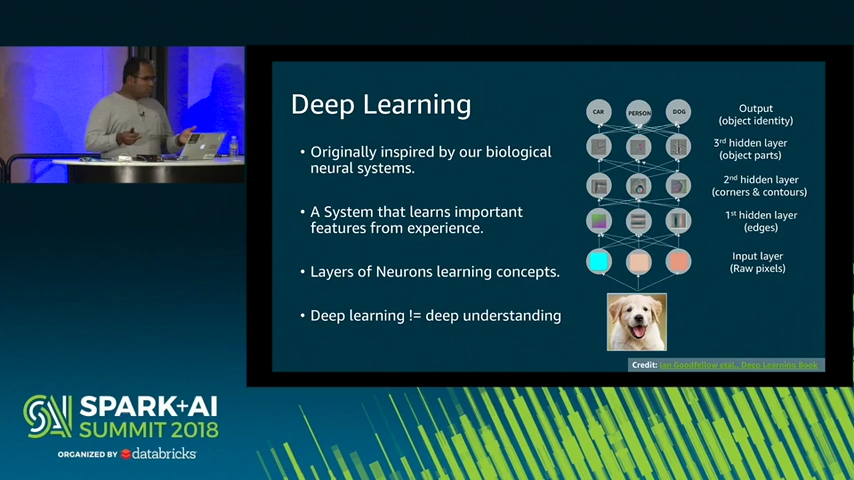 Deep Learning
• Originally inspired by our biological
neural systems.
• A System that learns important
features from experience.
• Layers of Neurons learning concepts.
• Deep learning != deep understanding
CAR
PERSON
DOG
Output
(object identity)
3rd hidden layer
(object parts)
2nd hidden layer
(corners & contours)
1st hidden layer
(edges)
Input layer
(Raw pixels)
Credit: Ian Goodfellow etal., Deep Learning Book
SPARK+AI
SUMMIT 2018
ORGANIZED BY databricks